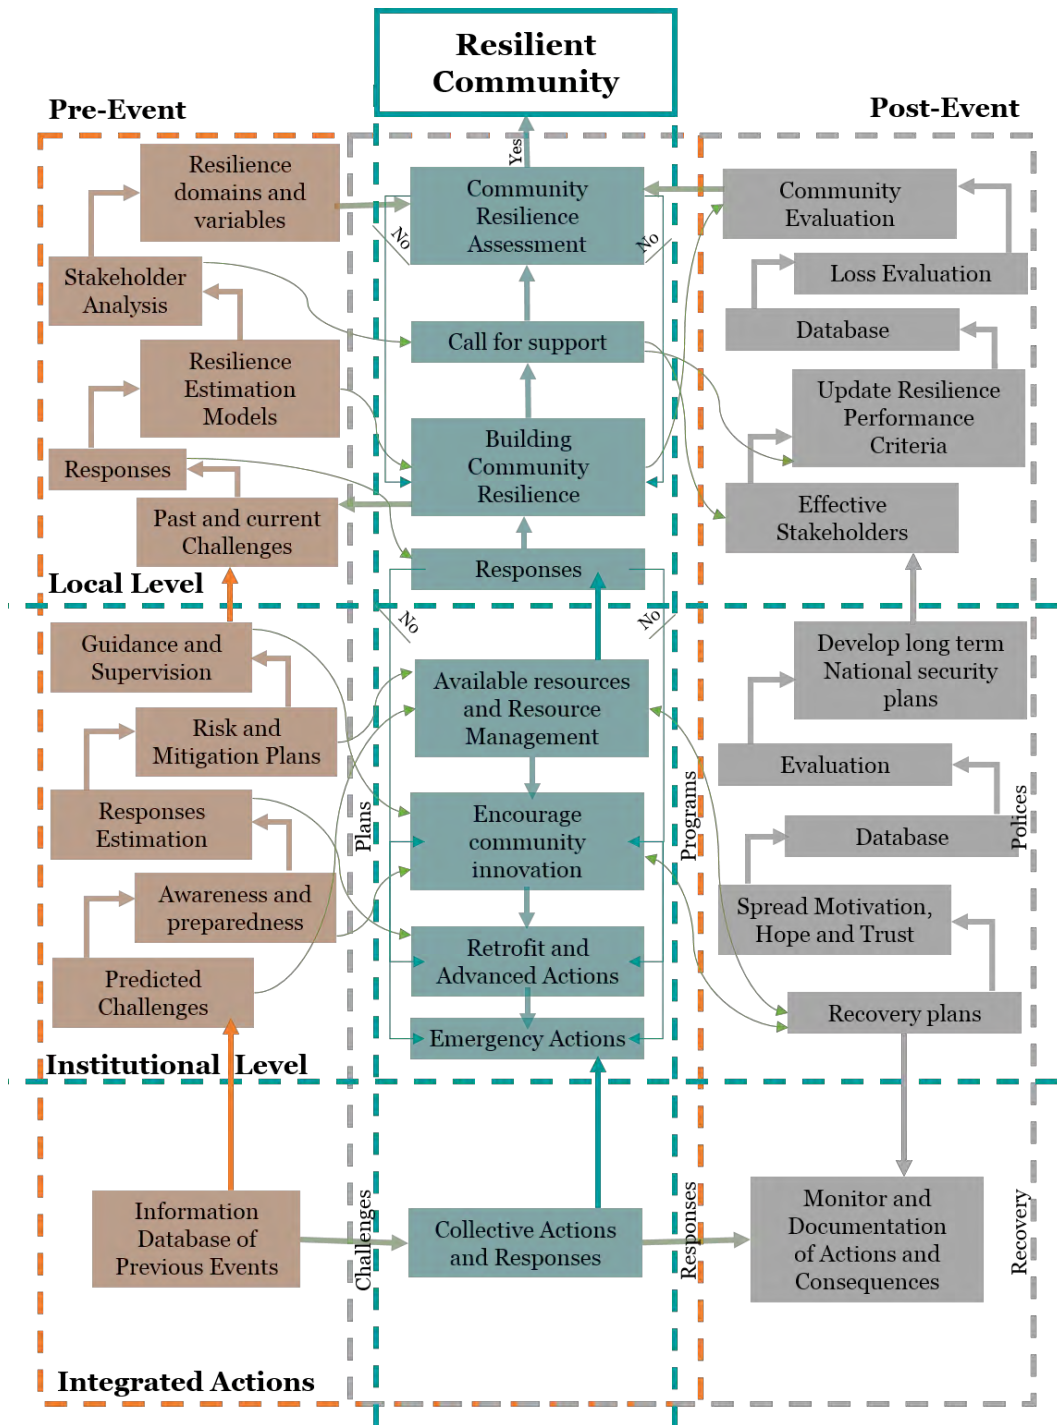 Resilient
Community
Pre-Event
Post-Event
Yes
Resilience
domains and
variables
Community
Resilience
Assessment
Community
Evaluation
No
No
Stakeholder
Analysis
Loss Evaluation
Call for support
Database
Resilience
Estimation
Models
Update Resilience
Performance
Criteria
Building
Community
Resilience
Responses
Past and current
Challenges
Effective
Stakeholders
Responses
Local Level
No
No
Guidance and
Supervision
Develop long term
National security
plans
Available resources
and Resource
Management
Risk and
Mitigation Plans
Evaluation
Plans
Programs
Polices
Responses
Estimation
Encourage
community
innovation
Database
Awareness and
preparedness
Spread Motivation,
Hope and Trust
Retrofit and
Advanced Actions
Predicted
Challenges
Recovery plans
Emergency Actions
Institutional Level
Information
Database of
Previous Events
Challenges
Collective Actions
and Responses
Responses
Monitor and
Documentation
of Actions and
Consequences
Recovery
Integrated Actions